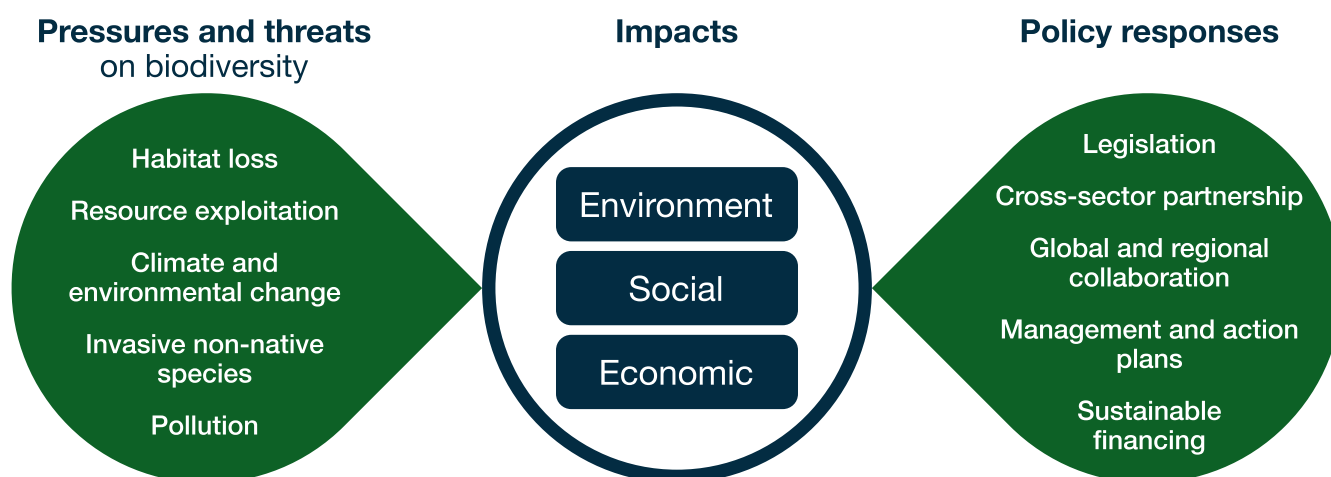 Pressures and threats
on biodiversity
Habitat loss
Resource exploitation
Climate and
environmental change
Invasive non-native
species
Pollution
Impacts
Environment
Social
Economic
Policy responses
Legislation
Cross-sector partnership
Global and regional
collaboration
Management and action
plans
Sustainable
financing